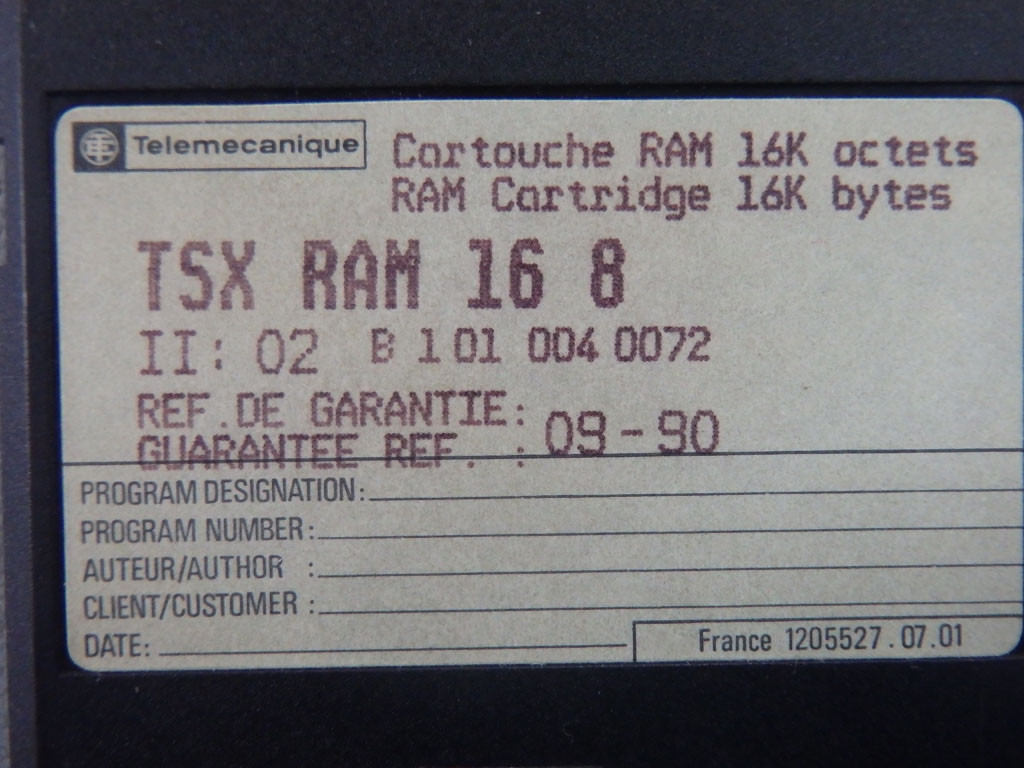 Telemecanique
Cartouche RAM 16K octets
RAM Cartridge 16K bytes
TSX RAM 16 8
II: 02 B 1 01 004 0072
REF.DE GARANTIE:
GUARANTEE REF. : 09-90
PROGRAM DESIGNATION:
PROGRAM NUMBER:
AUTEUR/AUTHOR :
CLIENT/CUSTOMER :
DATE:
France 1205527.07.01